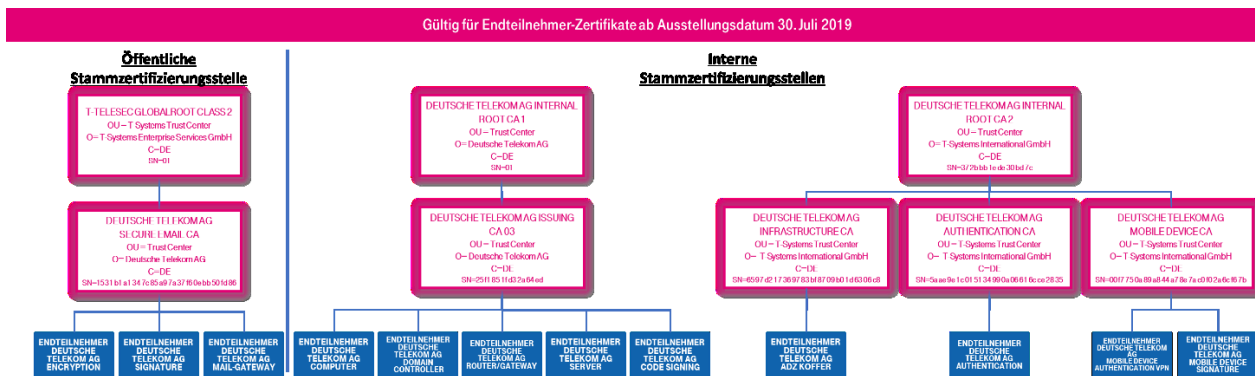 Gültig für Endteilnehmer-Zertifikate ab Ausstellungsdatum 30. Juli 2019
Öffentliche
Stammzertifizierungsstelle
Interne
Stammzertifizierungsstellen
T-TELESEC GLOBALROOT CLASS 2
OU – T Systems Trust Center
O= T-Systems Enterprise Services GmbH
C–DE
SN=01
DEUTSCHE TELEKOM AG INTERNAL
ROOT CA 1
OU – Trust Center
O= Deutsche Telekom AG
C–DE
SN=01
DEUTSCHE TELEKOM AG INTERNAL
ROOT CA 2
OU – Trust Center
O= T-Systems International GmbH
C–DE
DEUTSCHE TELEKOM AG
SECURE EMAIL CA
OU = Trust Center
O– Deutsche Telekom AG
C=DE
DEUTSCHE TELEKOM AG ISSUING
CA 03
OU – Trust Center
O– Deutsche Telekom AG
C–DE
DEUTSCHE TELEKOM AG
INFRASTRUCTURE CA
OU – T-Systems Trust Center
O– T Systems International GmbH
C–DE
DEUTSCHE TELEKOM AG
AUTHENTICATION CA
OU – T-Systems Trust Center
O– T Systems International GmbH
C–DE
DEUTSCHE TELEKOM AG
MOBILE DEVICE CA
OU – T-Systems Trust Center
O– T Systems International GmbH
C–DE
ENDTEILNEHMER
DEUTSCHE
TELEKOM AG
ENCRYPTION
ENDTEILNEHMER
DEUTSCHE
TELEKOM AG
SIGNATURE
ENDTEILNEHMER
DEUTSCHE
TELEKOM AG
MAIL-GATEWAY
ENDTEILNEHMER
DEUTSCHE
TELEKOM AG
COMPUTER
ENDTEILNEHMER
DEUTSCHE
TELEKOM AG
DOMAIN
CONTROLLER
ENDTEILNEHMER
DEUTSCHE
TELEKOM AG
ROUTER/GATEWAY
ENDTEILNEHMER
DEUTSCHE
TELEKOM AG
SERVER
ENDTEILNEHMER
DEUTSCHE
TELEKOM AG
CODE SIGNING
ENDTEILNEHMER
DEUTSCHE
TELEKOM AG
ADZ KOFFER
ENDTEILNEHMER
DEUTSCHE
TELEKOM AG
AUTHENTICATION
ENDTEILNEHMER
DEUTSCHE TELEKOM
AG
MOBILE DEVICE
AUTHENTICATION VPN
ENDTEILNEHMER
DEUTSCHE
TELEKOM AG
MOBILE DEVICE
SIGNATURE